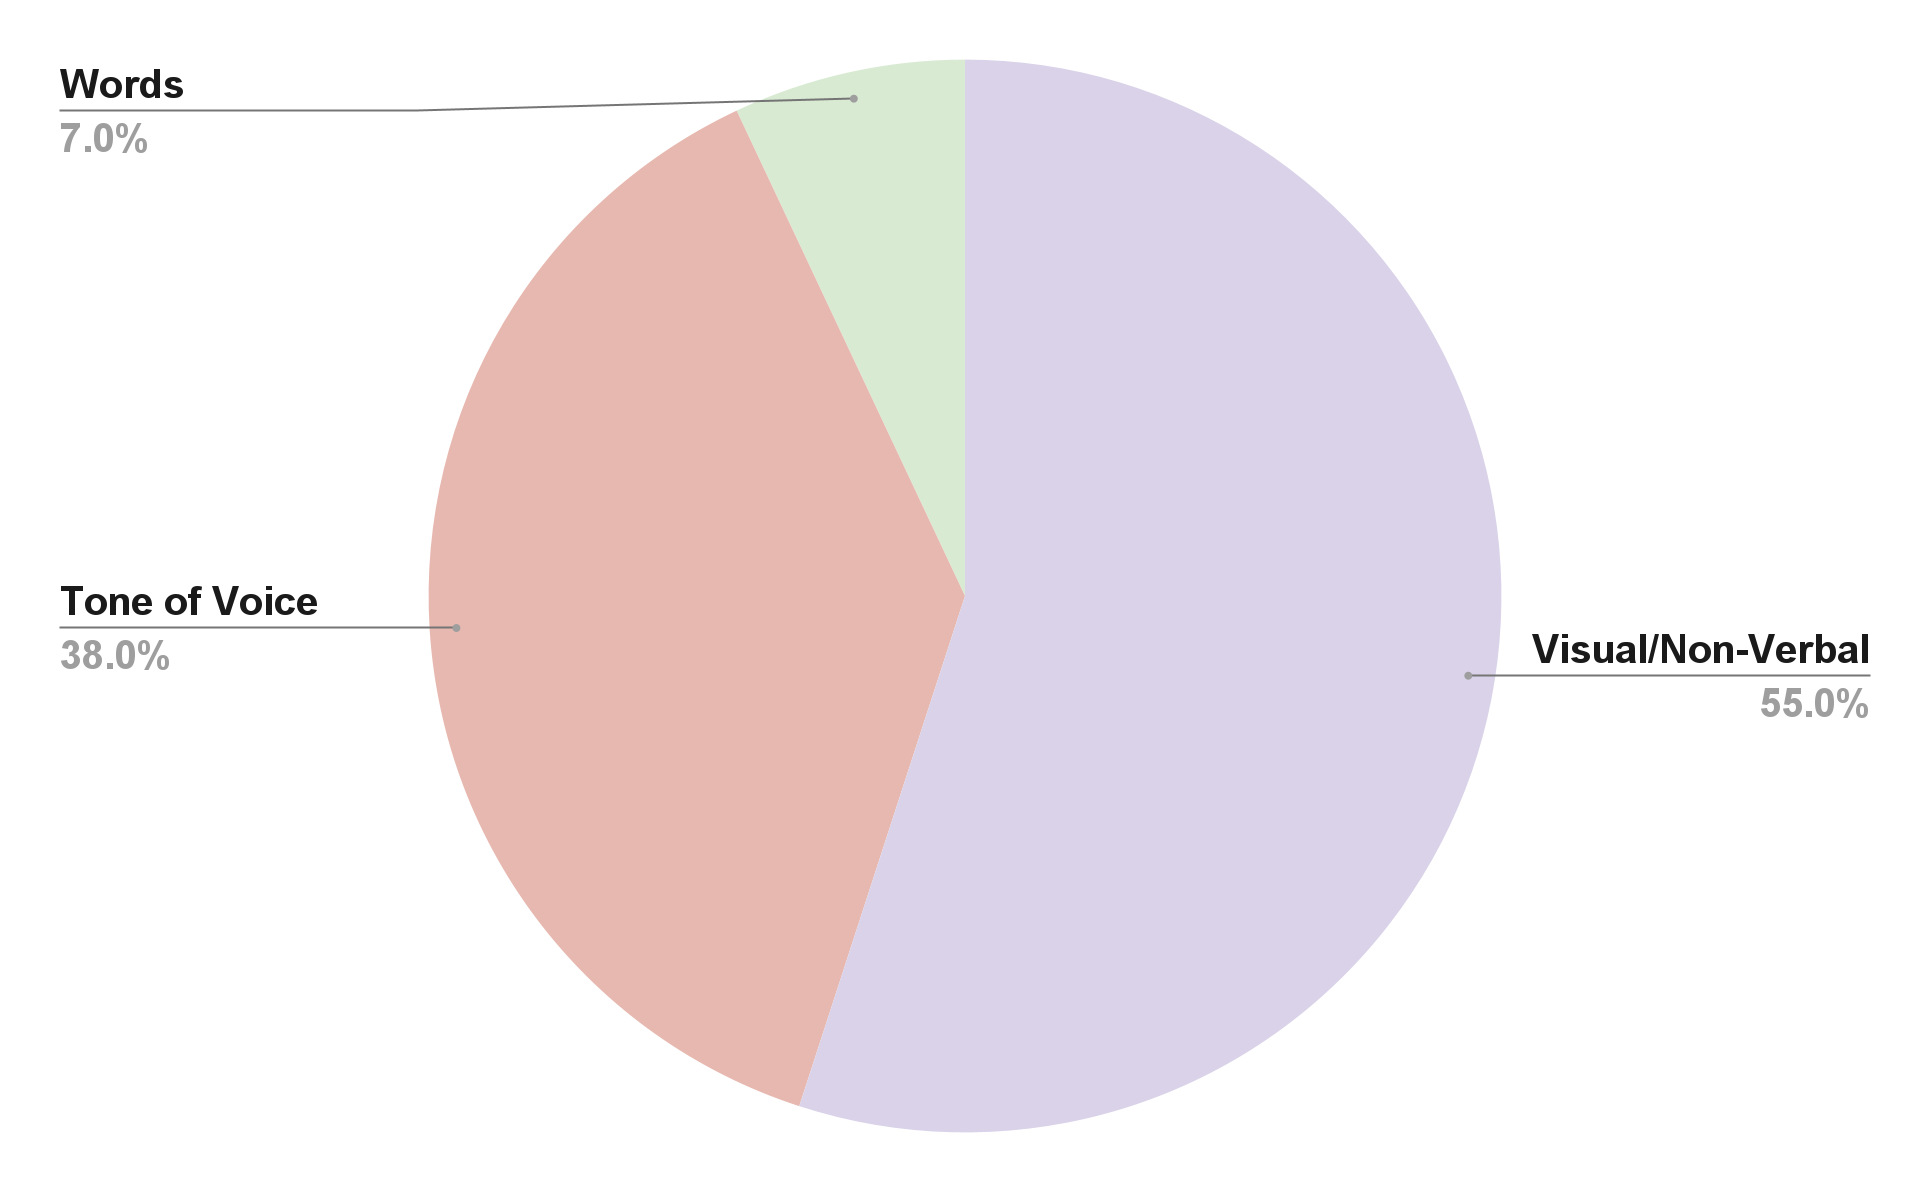 Words
7.0%
Tone of Voice
38.0%
Visual/Non-Verbal
55.0%